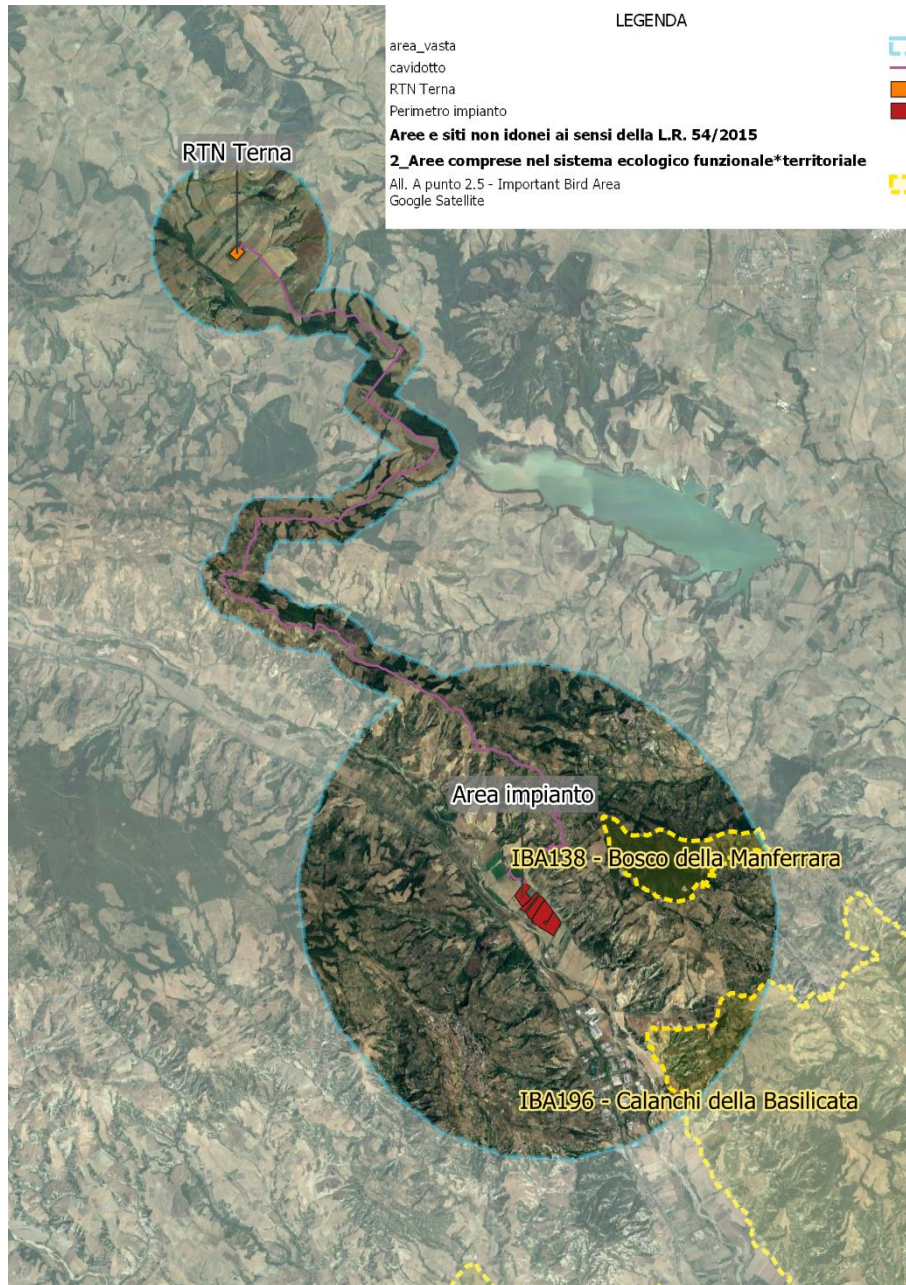 LEGENDA
area_vasta
cavidotto
RTN Terna
Perimetro impianto
Aree e siti non idonei ai sensi della L.R. 54/2015
2_Aree comprese nel sistema ecologico funzionale*territoriale
All. A punto 2.5 - Important Bird Area
Google Satellite
RTN Terna
Area impianto
IBA138 - Bosco della Manferrara
IBA196 - Calanchi della Basilicata